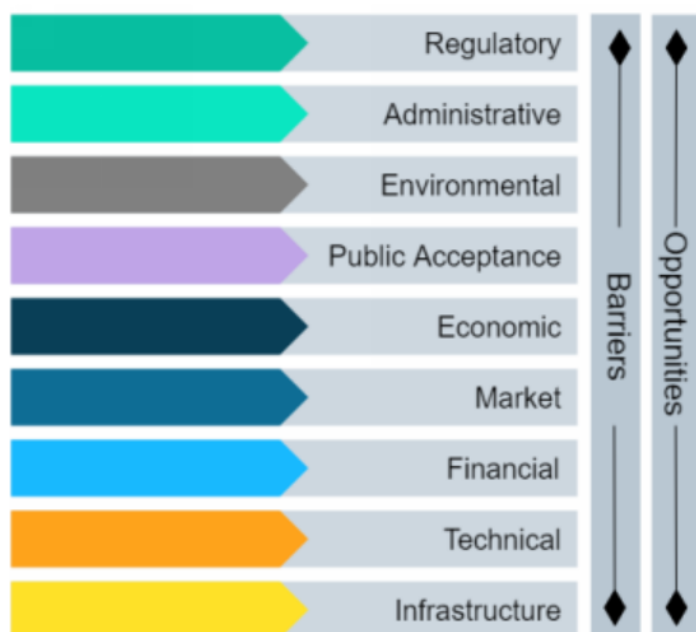 Regulatory
Administrative
Environmental
Public Acceptance
Economic
Market
Financial
Technical
Infrastructure
Barriers
Opportunities